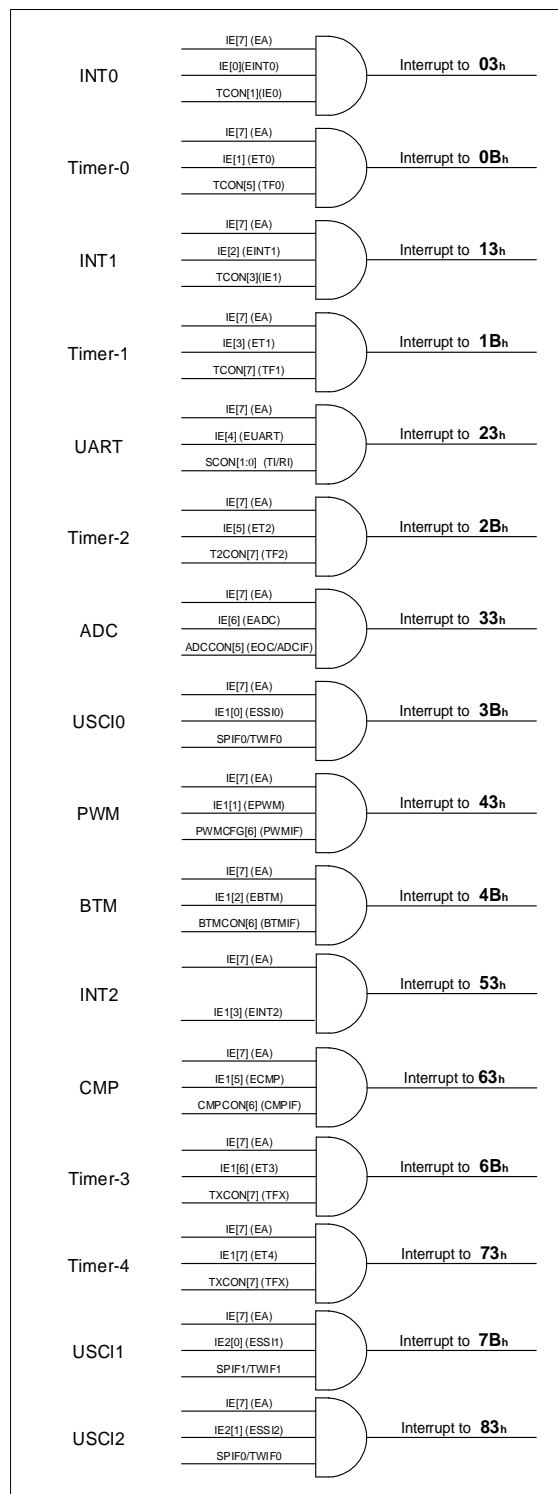 IE[7] (EA)
INT0
IE[0](EINT0)
Interrupt to 03h
TCON[1](IE0)
IE[7] (EA)
Timer-0
IE[1] (ET0)
Interrupt to 0Bh
TCON[5] (TF0)
IE[7] (EA)
INT1
IE[2] (EINT1)
Interrupt to 13h
TCON[3](IE1)
IE[7] (EA)
Timer-1
IE[3] (ET1)
Interrupt to 1Bh
TCON[7] (TF1)
IE[7] (EA)
UART
IE[4] (EUART)
Interrupt to 23h
SCON[1:0] (TI/RI)
IE[7] (EA)
Timer-2
IE[5] (ET2)
Interrupt to 2Bh
T2CON[7] (TF2)
IE[7] (EA)
ADC
IE[6] (EADC)
Interrupt to 33h
ADCCON[5] (EOC/ADCIF)
IE[7] (EA)
USCI0
IE1[0] (ESSI0)
Interrupt to 3Bh
SPIF0/TWIF0
IE[7] (EA)
PWM
IE1[1] (EPWM)
Interrupt to 43h
PWMCFG[6] (PWMIF)
IE[7] (EA)
BTM
IE1[2] (EBTM)
Interrupt to 4Bh
BTMCON[6] (BTMIF)
IE[7] (EA)
INT2
Interrupt to 53h
IE1[3] (EINT2)
IE[7] (EA)
CMP
IE1[5] (ECMP)
Interrupt to 63h
CMPCON[6] (CMPIF)
IE[7] (EA)
Timer-3
IE1[6] (ET3)
Interrupt to 6Bh
TXCON[7] (TFX)
IE[7] (EA)
Timer-4
IE1[7] (ET4)
Interrupt to 73h
TXCON[7] (TFX)
IE[7] (EA)
USCI1
IE2[0] (ESSI1)
Interrupt to 7Bh
SPIF1/TWIF1
IE[7] (EA)
USCI2
IE2[1] (ESSI2)
Interrupt to 83h
SPIF0/TWIF0